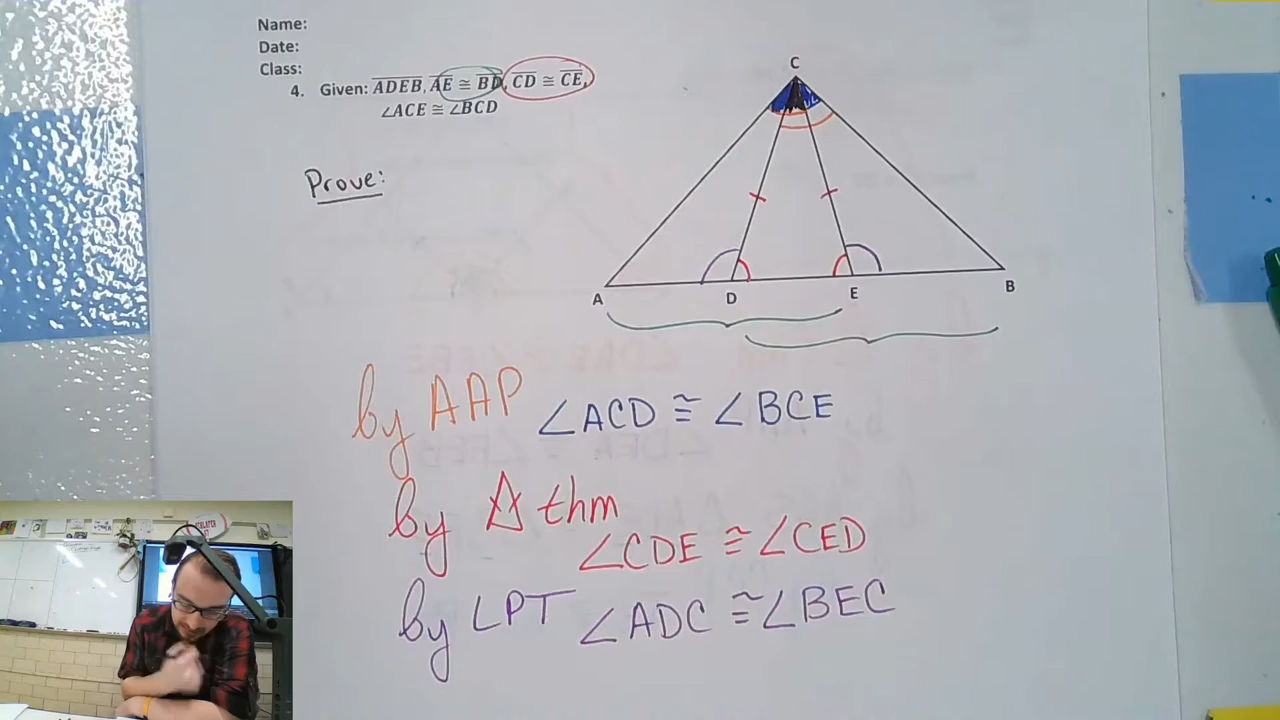 Name:
Date:
Class:
4. Given: ADEB, AE ≅ BD, CD ≅ CE,
∠ACE ≅ ∠BCD
Prove:
C
A
D
E
B
by AAP ∠ACD ≅ ∠BCE
by △ thm
∠CDE ≅ ∠CED
by LPT ∠ADC ≅ ∠BEC